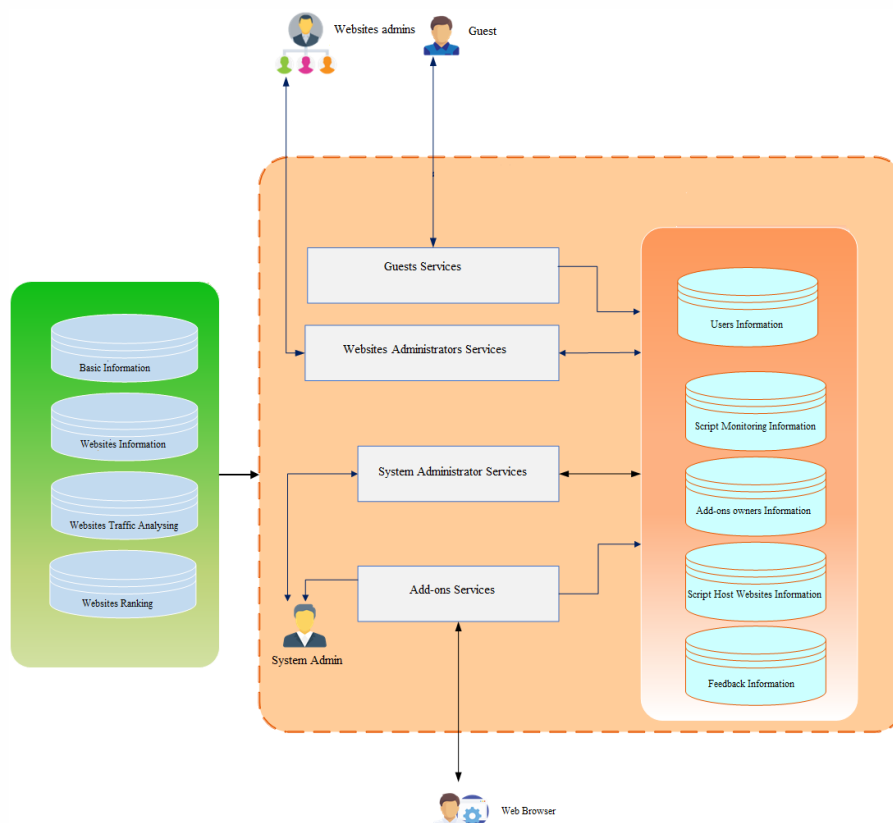 Websites admins
Guest
Guests Services
Websites Administrators Services
System Administrator Services
Add-ons Services
System Admin
Basic Information
Websites Information
Websites Traffic Analysing
Websites Ranking
Users Information
Script Monitoring Information
Add-ons owners Information
Script Host Websites Information
Feedback Information
Web Browser